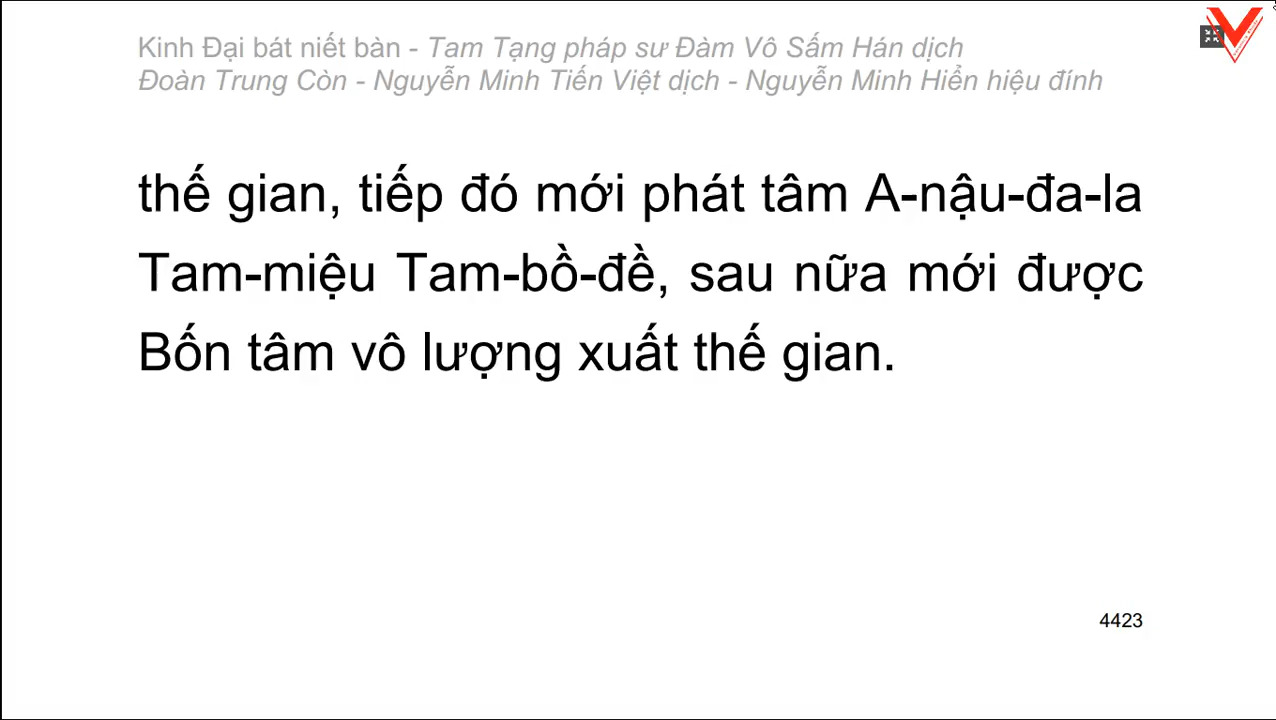 Kinh Đại bát niết bàn - Tam Tạng pháp sư Đàm Vô Sấm Hán dịch
Đoàn Trung Còn - Nguyễn Minh Tiến Việt dịch - Nguyễn Minh Hiển hiệu đính
thế gian, tiếp đó mới phát tâm A-nậu-đa-la
Tam-miệu Tam-bồ-đề, sau nữa mới được
Bốn tâm vô lượng xuất thế gian.
4423